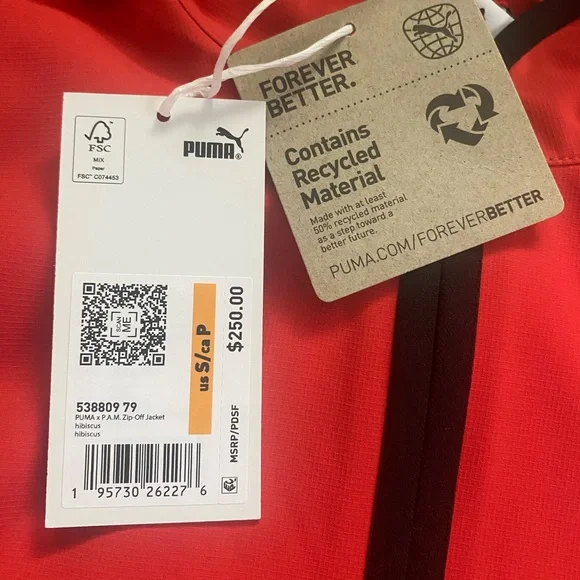 FSC
MIX
Paper
FSC™ C074453
PUMA®
SCAN
ME
us S/ca P
$250.00
MSRP/PDSF
538809 79
PUMA x P.A.M. Zip-Off Jacket
hibiscus
hibiscus
1 95730 26227 6
FOREVER
BETTER.
Contains
Recycled
Material
Made with at least
50% recycled material
as a step toward a
better future.
PUMA.COM/FOREVERBETTER